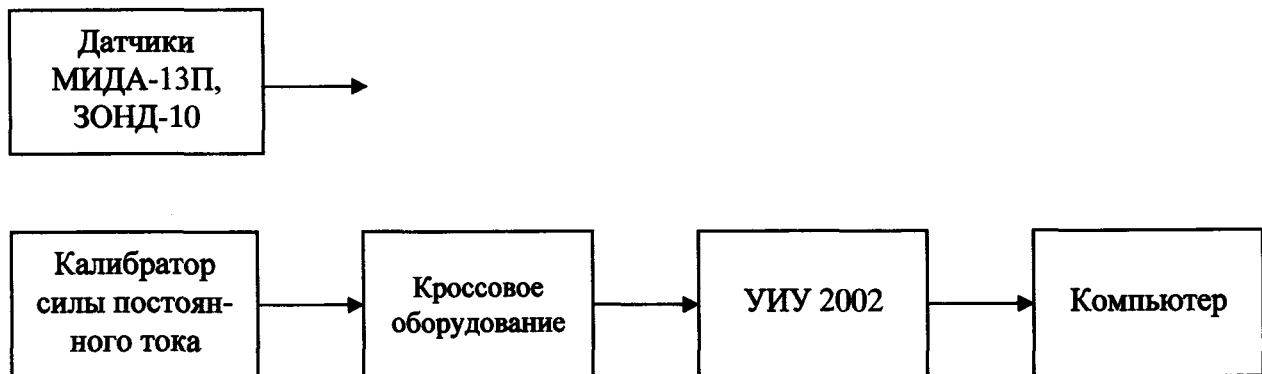 Датчики
МИДА-13П,
ЗОНД-10
Калибратор
силы постоян-
ного тока
Кроссовое
оборудование
УИУ 2002
Компьютер